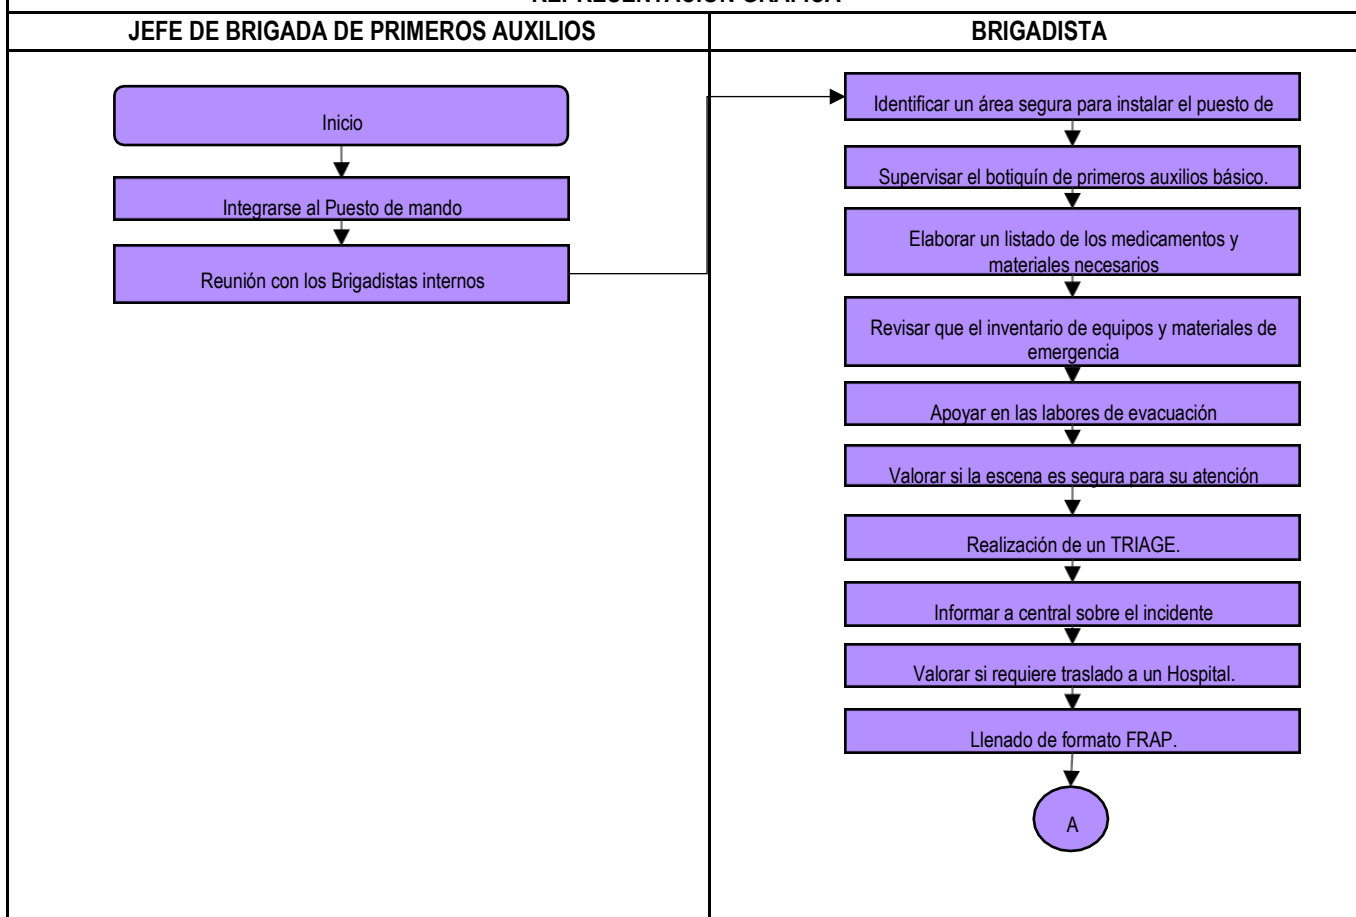 REPRESENTACIÓN GRÁFICA
JEFE DE BRIGADA DE PRIMEROS AUXILIOS
BRIGADISTA
Inicio
Integrarse al Puesto de mando
Reunión con los Brigadistas internos
Identificar un área segura para instalar el puesto de
Supervisar el botiquín de primeros auxilios básico.
Elaborar un listado de los medicamentos y
materiales necesarios
Revisar que el inventario de equipos y materiales de
emergencia
Apoyar en las labores de evacuación
Valorar si la escena es segura para su atención
Realización de un TRIAGE.
Informar a central sobre el incidente
Valorar si requiere traslado a un Hospital.
Llenado de formato FRAP.
A